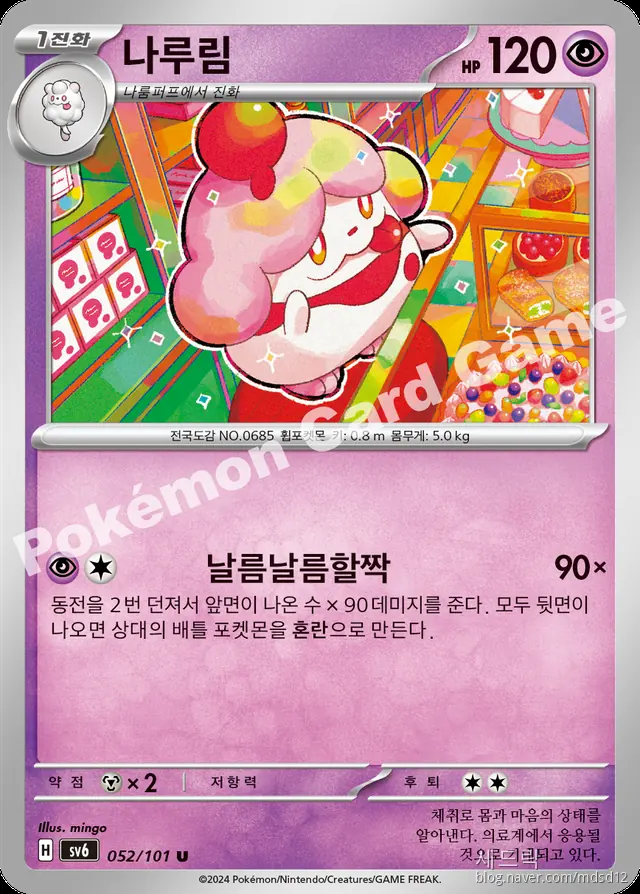 1진화
나루림
HP 120
나룸퍼프에서 진화
전국도감 NO.0685 휩포켓몬 키: 0.8 m 몸무게: 5.0 kg
Pokémon Card Game
날름날름할짝 90×
동전을 2번 던져서 앞면이 나온 수 × 90데미지를 준다. 모두 뒷면이
나오면 상대의 배틀 포켓몬을 혼란으로 만든다.
약점 ×2 저항력 후퇴
체취로 몸과 마음의 상태를
알아낸다. 의료계에서 응용될
것으로 기대되고 있다.
Illus. mingo
H sv6 052/101 U
세드릭
blog.naver.com/mdsd12
©2024 Pokémon/Nintendo/Creatures/GAME FREAK.